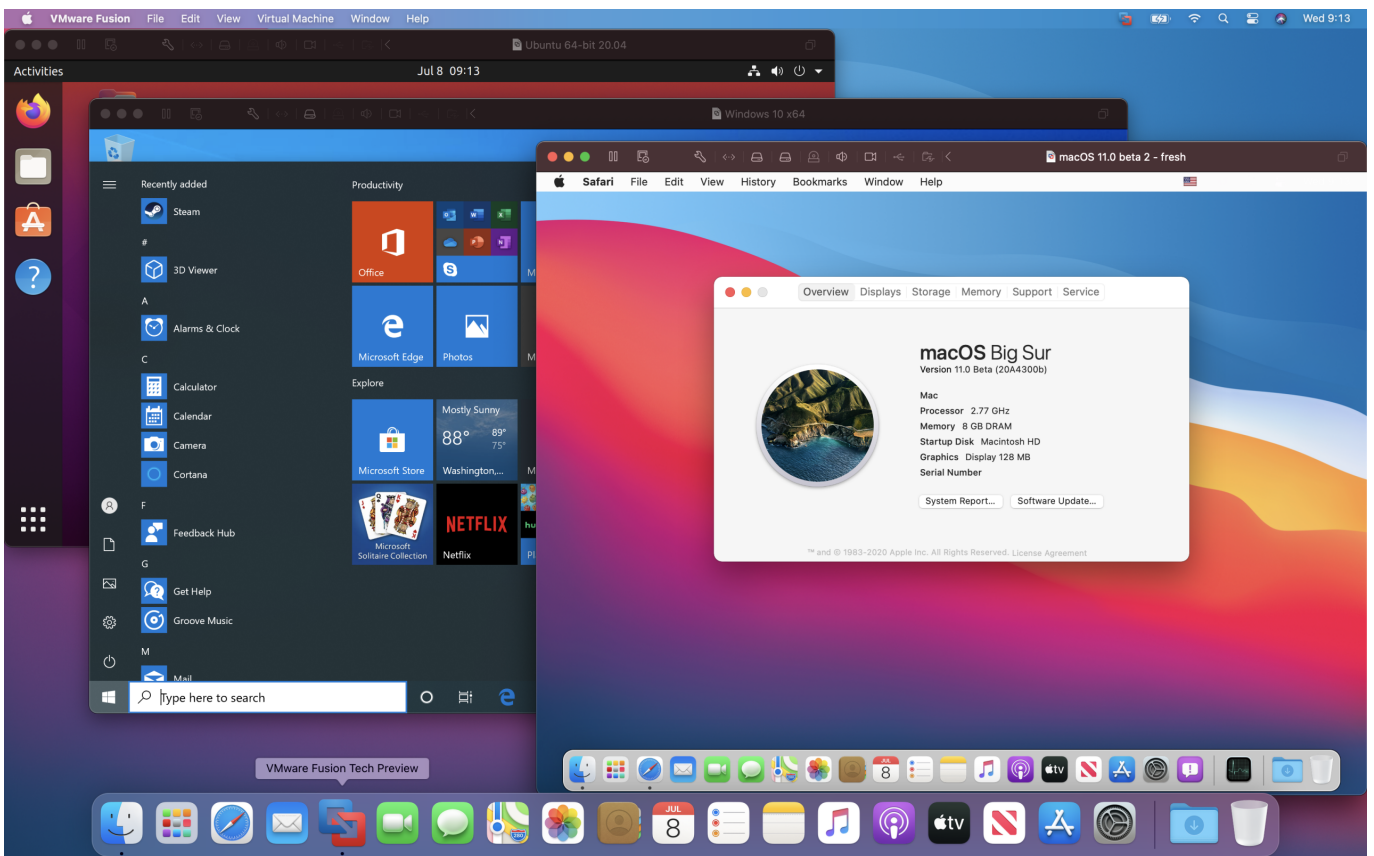 VMware Fusion File Edit View Virtual Machine Window Help
Wed 9:13
Ubuntu 64-bit 20.04
Activities
Jul 8 09:13
Windows 10 x64
Recently added
Steam
#
3D Viewer
A
Alarms & Clock
C
Calculator
Calendar
Camera
Cortana
F
Feedback Hub
G
Get Help
Groove Music
M
Mail
Productivity
Office
M
Microsoft Edge
Photos
M
Explore
Microsoft Store
Mostly Sunny
88°
89°
75°
Washington,...
M
Microsoft
Solitaire Collection
NETFLIX
Netflix
hu
Pl
Type here to search
macOS 11.0 beta 2 - fresh
Safari File Edit View History Bookmarks Window Help
Overview Displays Storage Memory Support Service
macOS Big Sur
Version 11.0 Beta (20A4300b)
Mac
Processor 2.77 GHz
Memory 8 GB DRAM
Startup Disk Macintosh HD
Graphics Display 128 MB
Serial Number
System Report...
Software Update...
™ and © 1983-2020 Apple Inc. All Rights Reserved. License Agreement
JUL
8
tv
VMware Fusion Tech Preview
JUL
8
tv